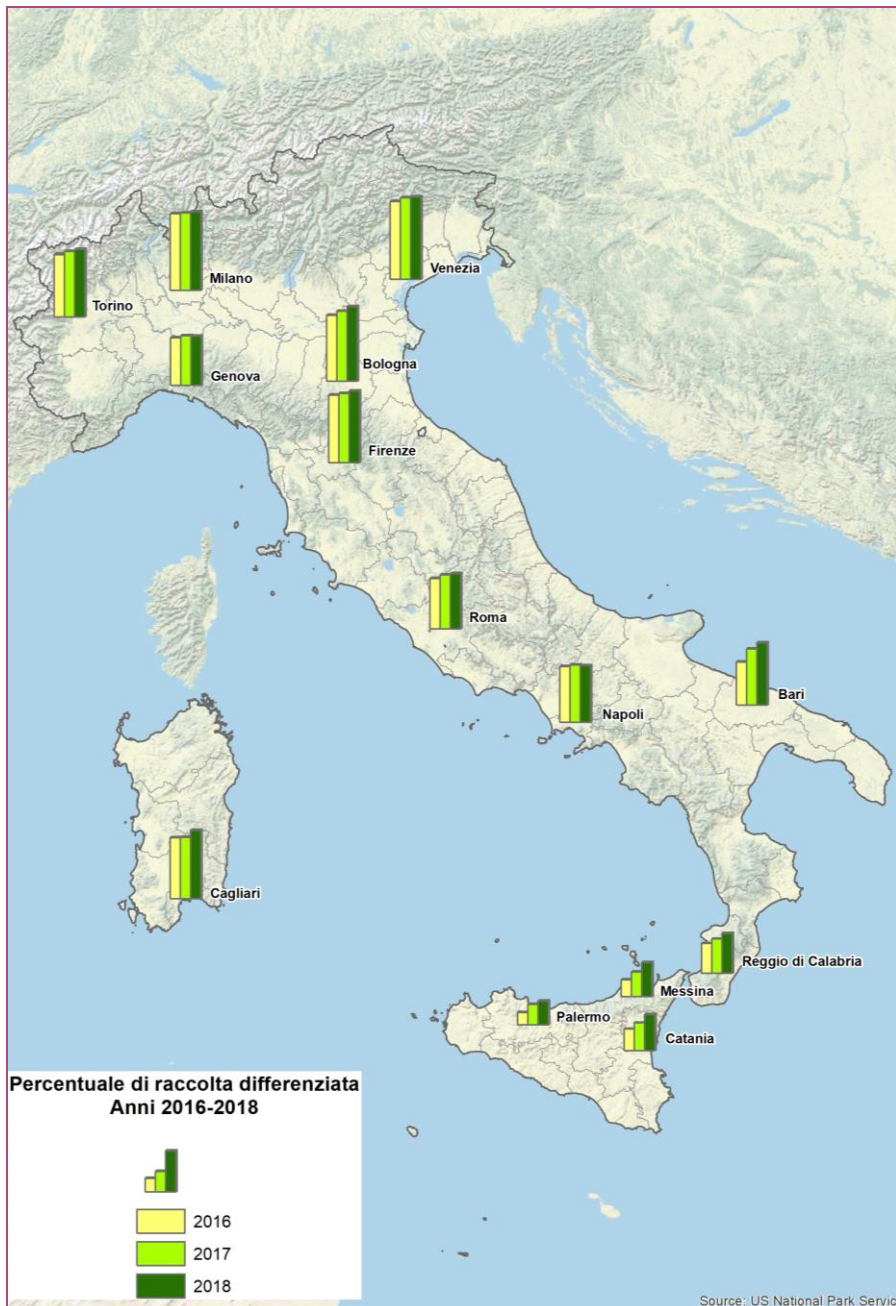 Venezia
Milano
Torino
Bologna
Genova
Firenze
Roma
Bari
Napoli
Cagliari
Reggio di Calabria
Messina
Palermo
Catania
Percentuale di raccolta differenziata
Anni 2016-2018
2016
2017
2018
Source: US National Park Servic